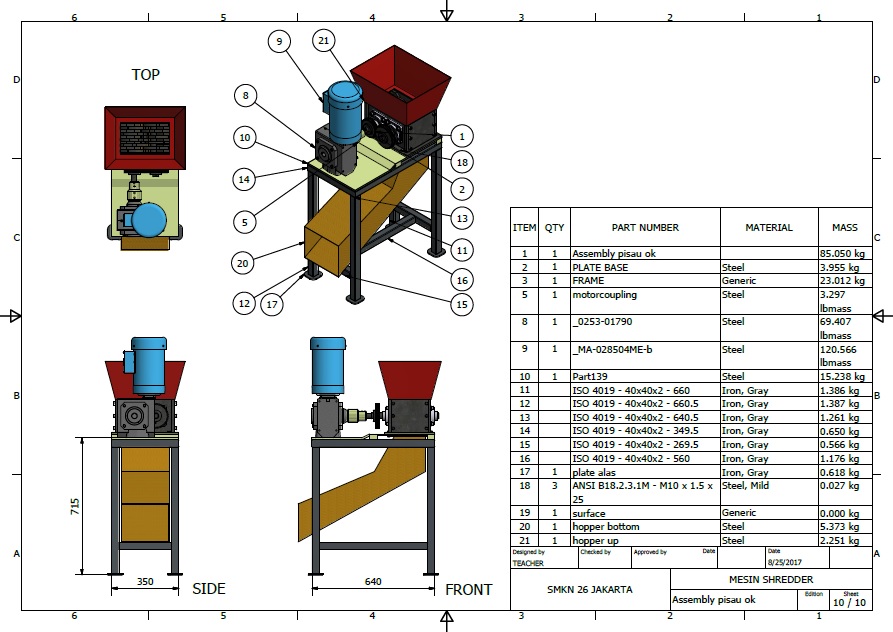 6 5 4 3 2 1
D
C
B
A
D
C
B
A
TOP
9
21
8
10
14
5
20
12
17
1
18
2
13
11
16
15
715
350
SIDE
640
FRONT
ITEM QTY PART NUMBER MATERIAL MASS
1 1 Assembly pisau ok 85.050 kg
2 1 PLATE BASE Steel 3.955 kg
3 1 FRAME Generic 23.012 kg
5 1 motorcoupling Steel 3.297
lbmass
8 1 _0253-01790 Steel 69.407
lbmass
9 1 _MA-028504ME-b Steel 120.566
lbmass
10 1 Part139 Steel 15.238 kg
11 ISO 4019 - 40x40x2 - 660 Iron, Gray 1.386 kg
12 ISO 4019 - 40x40x2 - 660.5 Iron, Gray 1.387 kg
13 ISO 4019 - 40x40x2 - 640.5 Iron, Gray 1.261 kg
14 ISO 4019 - 40x40x2 - 349.5 Iron, Gray 0.650 kg
15 ISO 4019 - 40x40x2 - 269.5 Iron, Gray 0.566 kg
16 ISO 4019 - 40x40x2 - 560 Iron, Gray 1.176 kg
17 1 plate alas Iron, Gray 0.618 kg
18 3 ANSI B18.2.3.1M - M10 x 1.5 x Steel, Mild 0.027 kg
25
19 1 surface Generic 0.000 kg
20 1 hopper bottom Steel 5.373 kg
21 1 hopper up Steel 2.251 kg
Designed by Checked by Approved by Date Date
TEACHER 8/25/2017
SMKN 26 JAKARTA
MESIN SHREDDER
Assembly pisau ok
Edition Sheet
10 / 10
6 5 4 3 2 1